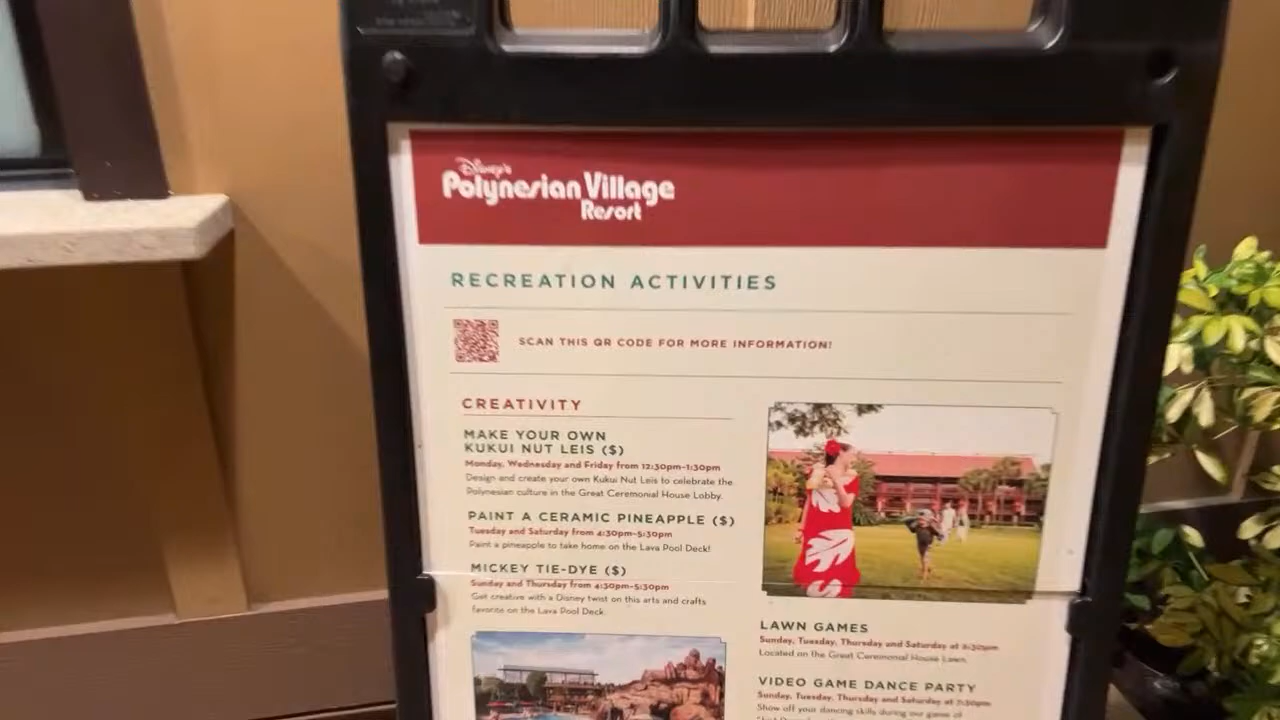 Disney's
Polynesian Village
Resort
RECREATION ACTIVITIES
SCAN THIS QR CODE FOR MORE INFORMATION!
CREATIVITY
MAKE YOUR OWN
KUKUI NUT LEIS ($)
Monday, Wednesday and Friday from 12:30pm-1:30pm
Design and create your own Kukui Nut Leis to celebrate the
Polynesian culture in the Great Ceremonial House Lobby.
PAINT A CERAMIC PINEAPPLE ($)
Tuesday and Saturday from 4:30pm-5:30pm
Paint a pineapple to take home on the Lava Pool Deck!
MICKEY TIE-DYE ($)
Sunday and Thursday from 4:30pm-5:30pm
Get creative with a Disney twist on this arts and crafts
favorite on the Lava Pool Deck.
LAWN GAMES
Sunday, Tuesday, Thursday and Saturday at
Located on the Great Ceremonial House Lawn.
VIDEO GAME DANCE PARTY
Sunday, Tuesday, Thursday and Saturday at 7:30pm
Show off your dancing skills during our game of